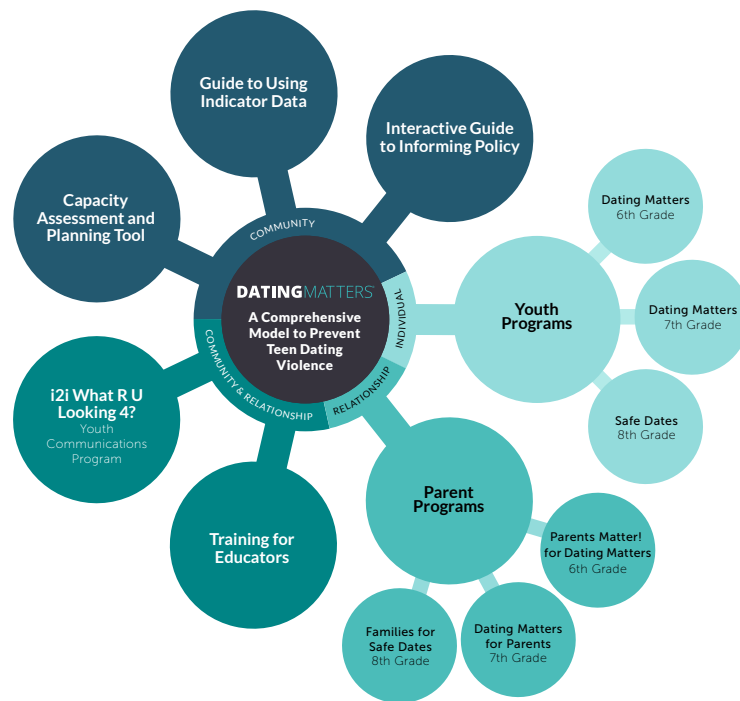 Guide to Using
Indicator Data
Interactive Guide
to Informing Policy
Capacity
Assessment and
Planning Tool
COMMUNITY
DATINGMATTERS®
A Comprehensive
Model to Prevent
Teen Dating
Violence
INDIVIDUAL
RELATIONSHIP
COMMUNITY & RELATIONSHIP
Youth
Programs
Dating Matters
6th Grade
Dating Matters
7th Grade
Safe Dates
8th Grade
i2i What R U
Looking 4?
Youth
Communications
Program
Training for
Educators
Parent
Programs
Parents Matter!
for Dating Matters
6th Grade
Dating Matters
for Parents
7th Grade
Families for
Safe Dates
8th Grade